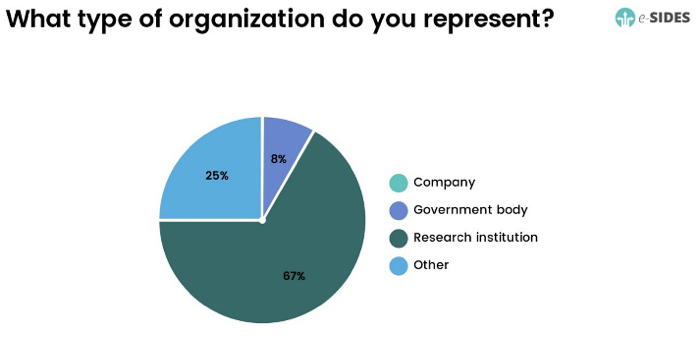 What type of organization do you represent?
e-SIDES
8%
25%
67%
Company
Government body
Research institution
Other